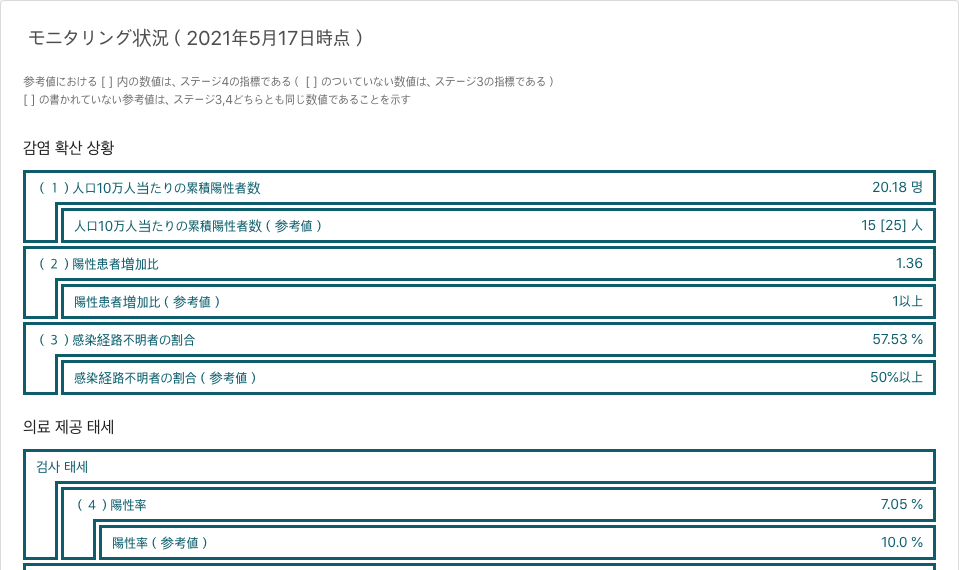 モニタリング状況（2021年5月17日時点）
参考値における [ ] 内の数値は、ステージ4の指標である（ [ ] のついていない数値は、ステージ3の指標である）
[ ] の書かれていない参考値は、ステージ3,4どちらとも同じ数値であることを示す
감염 확산 상황
（１）人口10万人当たりの累積陽性者数 20.18 명
人口10万人当たりの累積陽性者数（参考値） 15 [25] 人
（２）陽性患者増加比 1.36
陽性患者増加比（参考値） 1以上
（３）感染経路不明者の割合 57.53 %
感染経路不明者の割合（参考値） 50%以上
의료 제공 태세
검사 태세
（４）陽性率 7.05 %
陽性率（参考値） 10.0 %